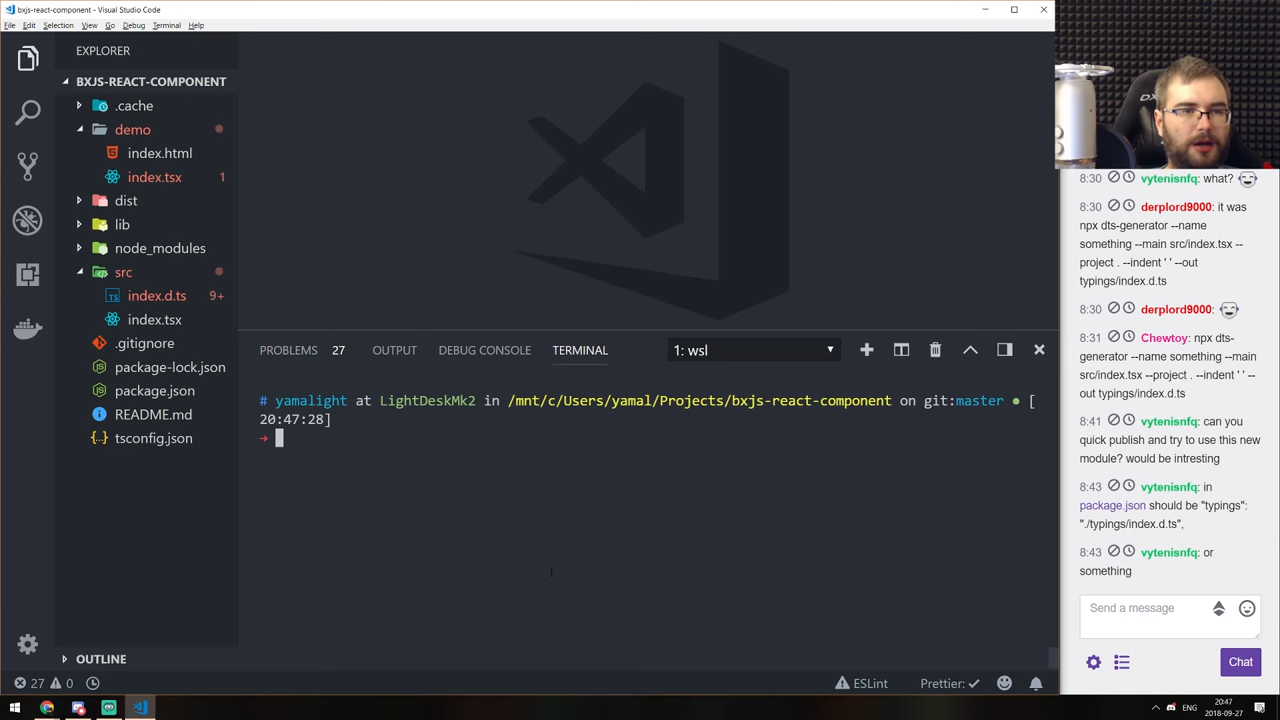 bxjs-react-component - Visual Studio Code
File Edit Selection View Go Debug Terminal Help
EXPLORER
BXJS-REACT-COMPONENT
.cache
demo
index.html
index.tsx 1
dist
lib
node_modules
src
index.d.ts 9+
index.tsx
.gitignore
package-lock.json
package.json
README.md
tsconfig.json
OUTLINE
PROBLEMS 27 OUTPUT DEBUG CONSOLE TERMINAL 1: wsl
# yamalight at LightDeskMk2 in /mnt/c/Users/yamal/Projects/bxjs-react-component on git:master ● [
20:47:28]
→
27 0 ESLint Prettier: ✓
8:30 vytenisnfq: what?
8:30 derplord9000: it was
npx dts-generator --name
something --main src/index.tsx --
project . --indent ' ' --out
typings/index.d.ts
8:30 derplord9000:
8:31 Chewtoy: npx dts-
generator --name something --main
src/index.tsx --project . --indent ' ' --
out typings/index.d.ts
8:41 vytenisnfq: can you
quick publish and try to use this new
module? would be intresting
8:43 vytenisnfq: in
package.json should be "typings":
"./typings/index.d.ts",
8:43 vytenisnfq: or
something
Send a message
Chat
ENG
20:47
2018-09-27